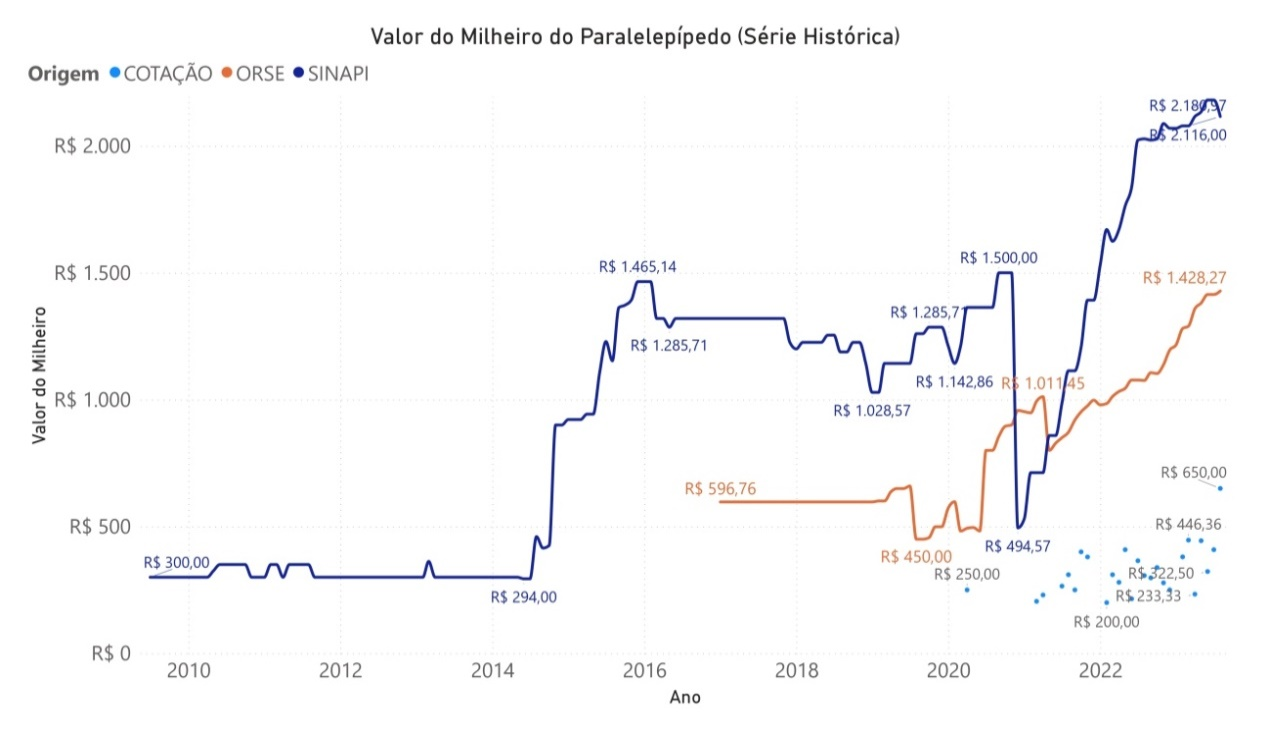 Valor do Milheiro do Paralelepípedo (Série Histórica)
Origem COTAÇÃO ORSE SINAPI
R$ 2.180,97
R$ 2.000
R$ 2.116,00
R$ 1.500
R$ 1.465,14
R$ 1.500,00
R$ 1.428,27
R$ 1.285,71
R$ 1.285,71
R$ 1.142,86
R$ 1.011,45
R$ 1.000
R$ 1.028,57
Valor do Milheiro
R$ 650,00
R$ 596,76
R$ 500
R$ 446,36
R$ 494,57
R$ 450,00
R$ 300,00
R$ 250,00
R$ 322,50
R$ 294,00
R$ 233,33
R$ 200,00
R$ 0
2010 2012 2014 2016 2018 2020 2022
Ano